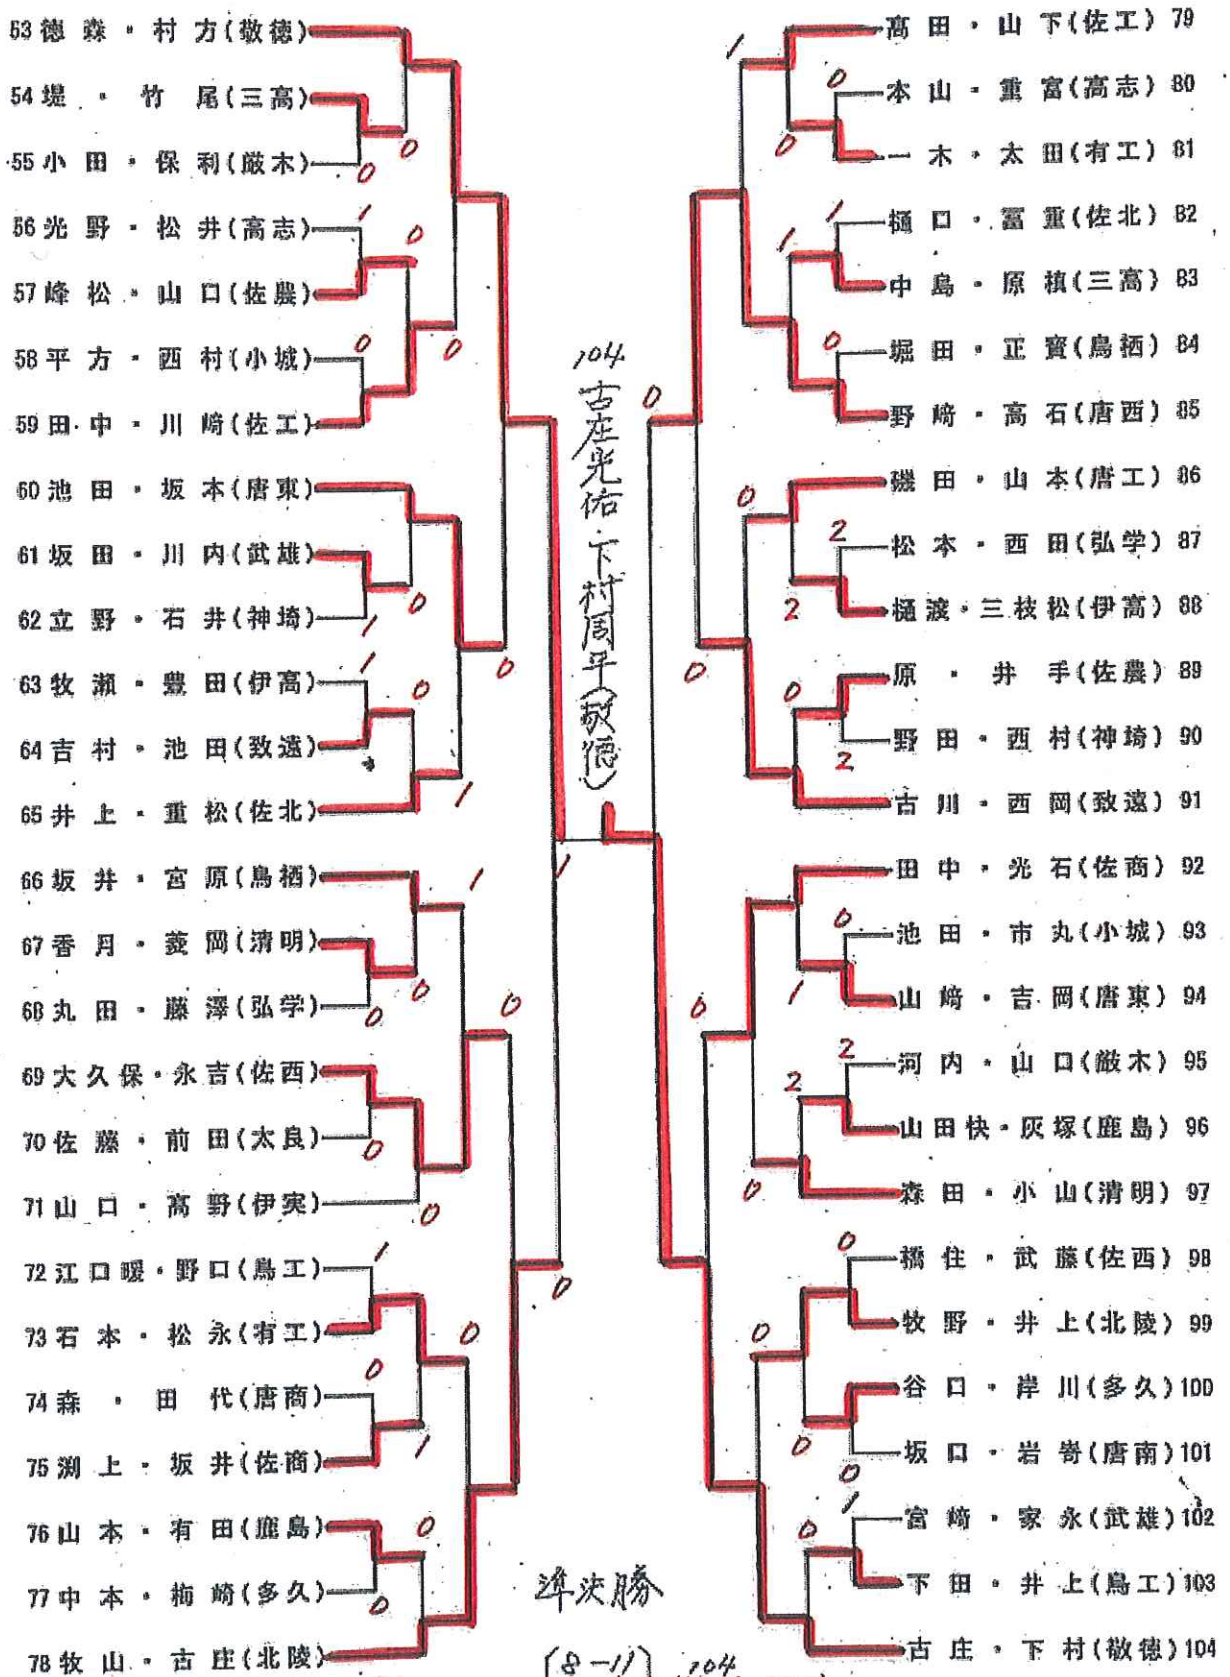 53 徳森・村方(敬徳)
54 堤・竹尾(三高)
55 小田・保利(厳木)
56 光野・松井(高志)
57 峰松・山口(佐農)
58 平方・西村(小城)
59 田中・川崎(佐工)
60 池田・坂本(唐東)
61 坂田・川内(武雄)
62 立野・石井(神埼)
63 牧瀬・豊田(伊高)
64 吉村・池田(致遠)
65 井上・重松(佐北)
66 坂井・宮原(鳥栖)
67 香月・菱岡(清明)
68 丸田・藤澤(弘学)
69 大久保・永吉(佐西)
70 佐藤・前田(太良)
71 山口・高野(伊実)
72 江口暖・野口(鳥工)
73 石本・松永(有工)
74 森・田代(唐商)
75 渕上・坂井(佐商)
76 山本・有田(鹿島)
77 中本・梅崎(多久)
78 牧山・古庄(北陵)
104
古庄光佑・下村周平(敬徳)
準決勝
(8-11) 104
高田・山下(佐工) 79
本山・重富(高志) 80
一木・太田(有工) 81
樋口・冨重(佐北) 82
中島・原槙(三高) 83
堀田・正寳(鳥栖) 84
野崎・高石(唐西) 85
磯田・山本(唐工) 86
松本・西田(弘学) 87
樋渡・三枝松(伊高) 88
原・井手(佐農) 89
野田・西村(神埼) 90
古川・西岡(致遠) 91
田中・光石(佐商) 92
池田・市丸(小城) 93
山崎・吉岡(唐東) 94
河内・山口(厳木) 95
山田快・灰塚(鹿島) 96
森田・小山(清明) 97
橋住・武藤(佐西) 98
牧野・井上(北陵) 99
谷口・岸川(多久) 100
坂口・岩嵜(唐南) 101
宮崎・家永(武雄) 102
下田・井上(鳥工) 103
古庄・下村(敬徳) 104